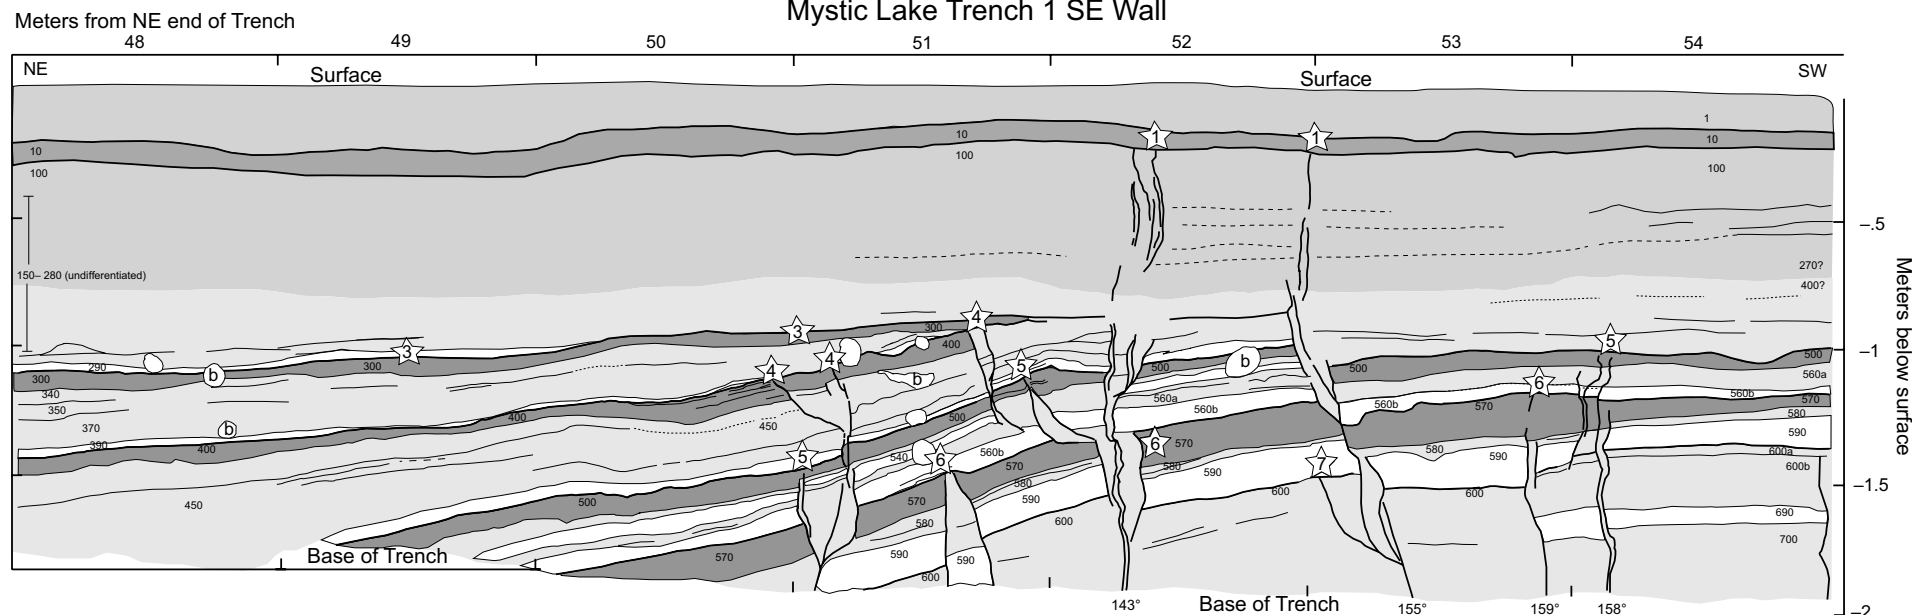 Mystic Lake Trench 1 SE Wall
Meters from NE end of Trench
48 49 50 51 52 53 54
NE Surface Surface SW
1
10 10 1 1 10
100 100 100
–.5
150– 280 (undifferentiated)
270?
400?
4
3 300
3 4 400 5
290 b 300 4 b 5 500 b 500 500
300 b 560a
340 6 560b 570
350 400 500 560a 560b 560b 570 580
370 b 450 590
390 400 5 540 6 560b 6 570 580 590 600a
570 580 590 7 600b
–1
450 500 570 580 590 600 600 600
–1.5
580 690
700
Base of Trench 570 590 590
600
143° Base of Trench 155° 159° 158°
–2
Meters below surface